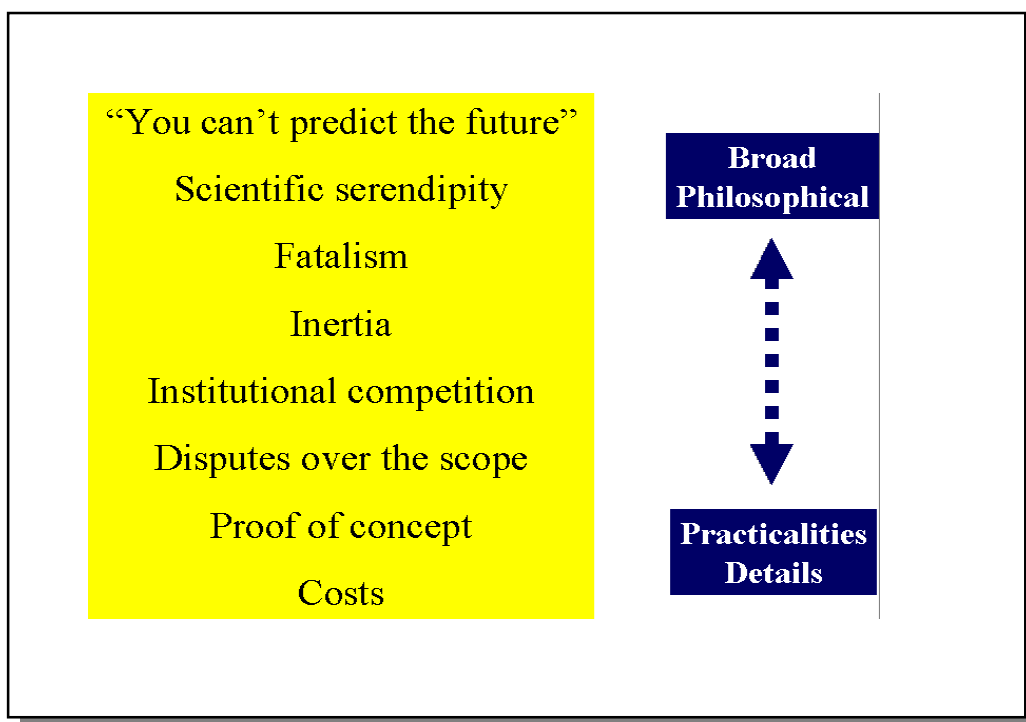 “You can’t predict the future”
Scientific serendipity
Fatalism
Inertia
Institutional competition
Disputes over the scope
Proof of concept
Costs
Broad
Philosophical
Practicalities
Details